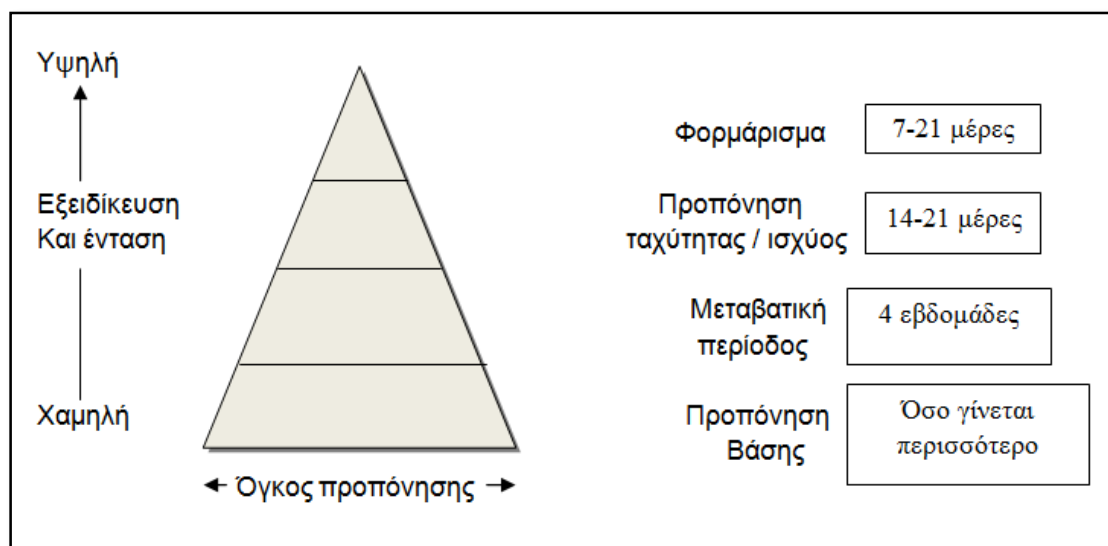 Υψηλή
Εξειδίκευση
Και ένταση
Χαμηλή
Όγκος προπόνησης
Φορμάρισμα
7-21 μέρες
Προπόνηση
ταχύτητας / ισχύος
14-21 μέρες
Μεταβατική
περίοδος
4 εβδομάδες
Προπόνηση
Βάσης
Όσο γίνεται
περισσότερο